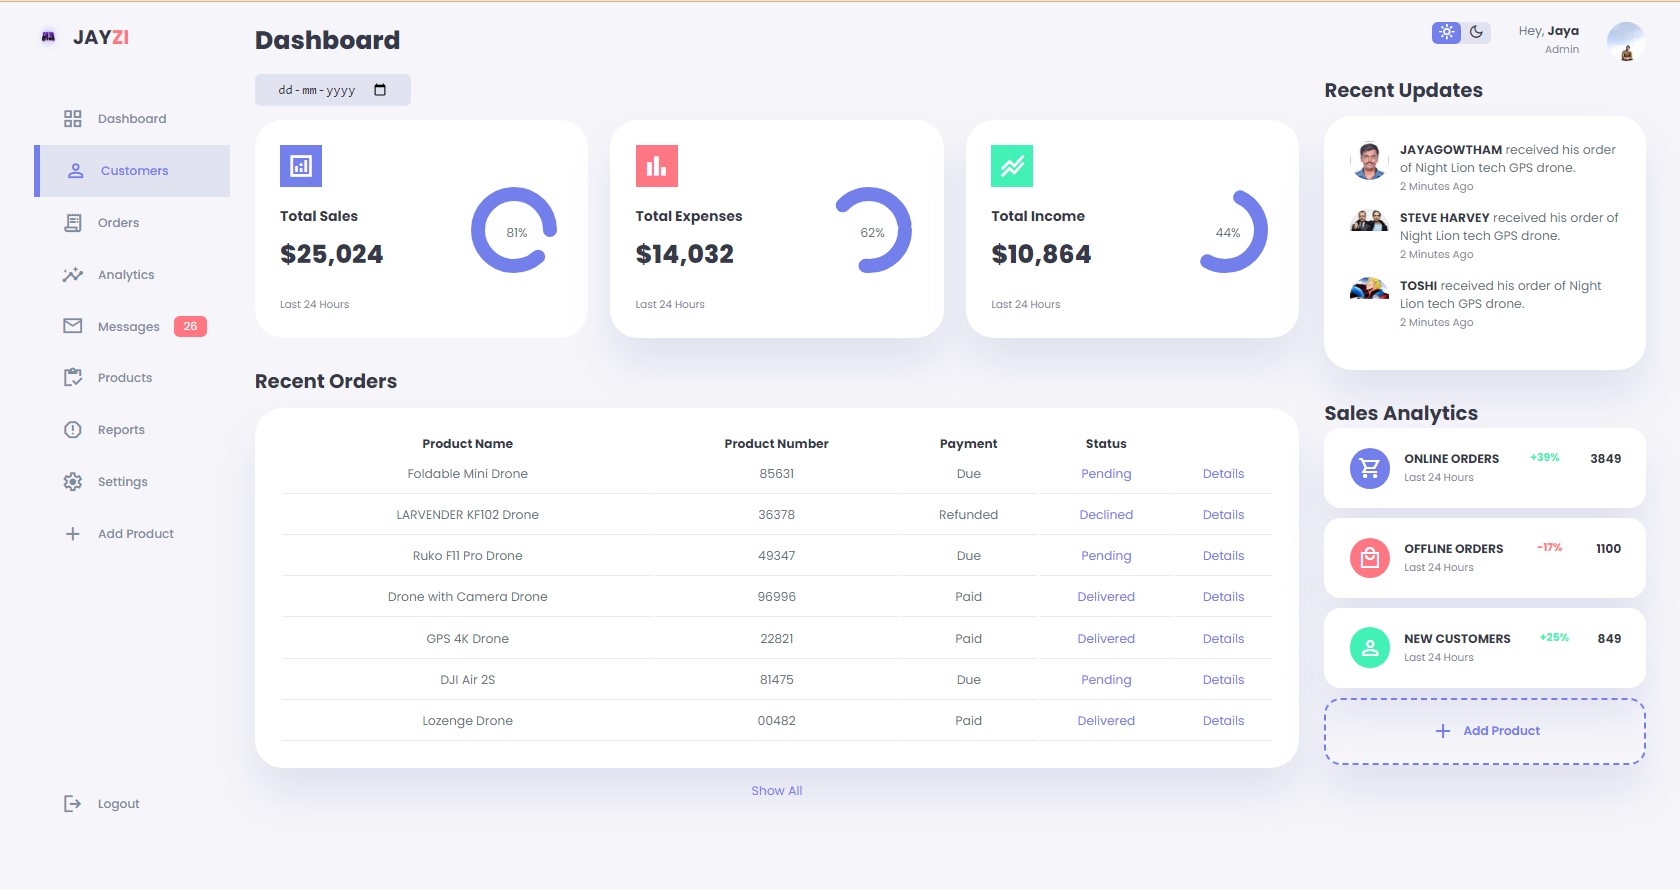 JAYZI
Dashboard
Customers
Orders
Analytics
Messages 26
Products
Reports
Settings
Add Product
Logout
Dashboard
dd-mm-yyyy
Total Sales
$25,024
81%
Last 24 Hours
Total Expenses
$14,032
62%
Last 24 Hours
Total Income
$10,864
44%
Last 24 Hours
Recent Orders
Product Name Product Number Payment Status
Foldable Mini Drone 85631 Due Pending Details
LARVENDER KF102 Drone 36378 Refunded Declined Details
Ruko F11 Pro Drone 49347 Due Pending Details
Drone with Camera Drone 96996 Paid Delivered Details
GPS 4K Drone 22821 Paid Delivered Details
DJI Air 2S 81475 Due Pending Details
Lozenge Drone 00482 Paid Delivered Details
Show All
Hey, Jaya
Admin
Recent Updates
JAYAGOWTHAM received his order
of Night Lion tech GPS drone.
2 Minutes Ago
STEVE HARVEY received his order of
Night Lion tech GPS drone.
2 Minutes Ago
TOSHI received his order of Night
Lion tech GPS drone.
2 Minutes Ago
Sales Analytics
ONLINE ORDERS +39% 3849
Last 24 Hours
OFFLINE ORDERS -17% 1100
Last 24 Hours
NEW CUSTOMERS +25% 849
Last 24 Hours
Add Product